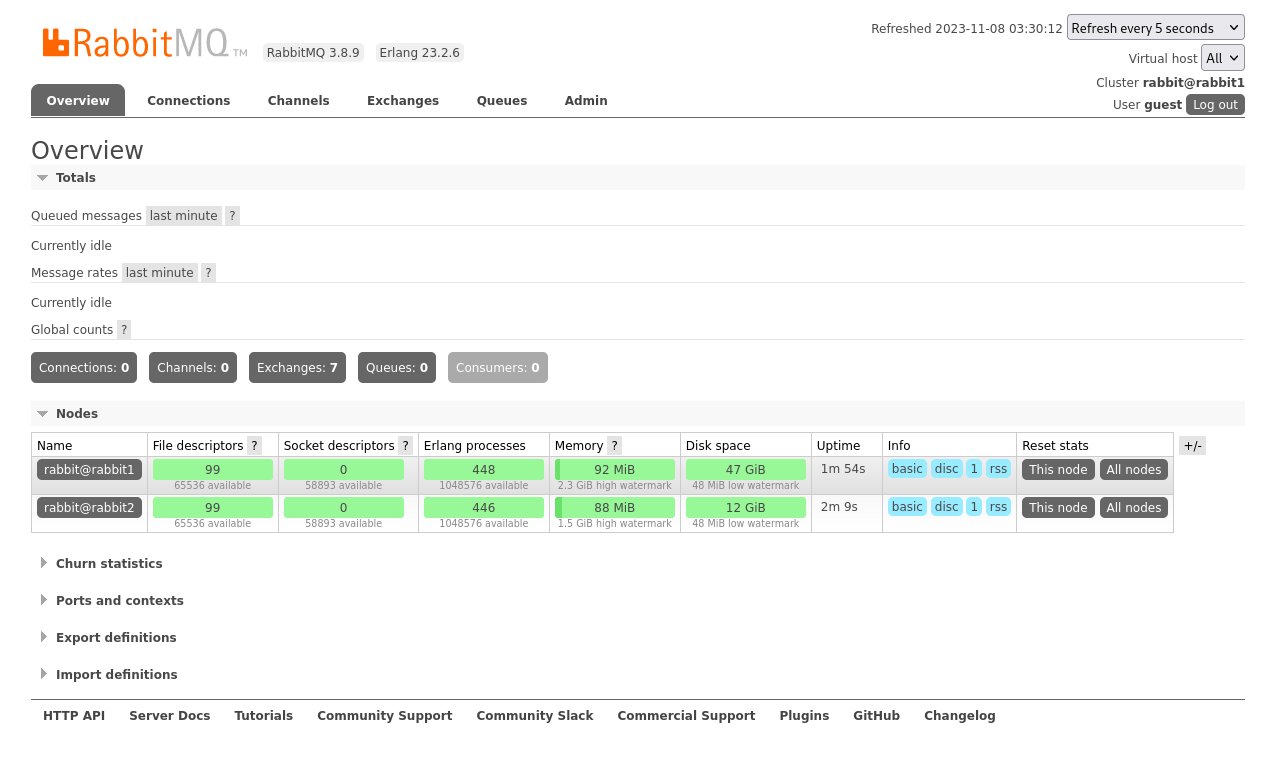 RabbitMQ TM RabbitMQ 3.8.9 Erlang 23.2.6
Refreshed 2023-11-08 03:30:12 Refresh every 5 seconds
Virtual host All
Cluster rabbit@rabbit1
User guest Log out
Overview Connections Channels Exchanges Queues Admin
Overview
Totals
Queued messages last minute ?
Currently idle
Message rates last minute ?
Currently idle
Global counts ?
Connections: 0 Channels: 0 Exchanges: 7 Queues: 0 Consumers: 0
Nodes
Name File descriptors ? Socket descriptors ? Erlang processes Memory ? Disk space Uptime Info Reset stats +/-
rabbit@rabbit1 99 0 448 92 MiB 47 GiB 1m 54s basic disc 1 rss This node All nodes
65536 available 58893 available 1048576 available 2.3 GiB high watermark 48 MiB low watermark
rabbit@rabbit2 99 0 446 88 MiB 12 GiB 2m 9s basic disc 1 rss This node All nodes
65536 available 58893 available 1048576 available 1.5 GiB high watermark 48 MiB low watermark
Churn statistics
Ports and contexts
Export definitions
Import definitions
HTTP API Server Docs Tutorials Community Support Community Slack Commercial Support Plugins GitHub Changelog